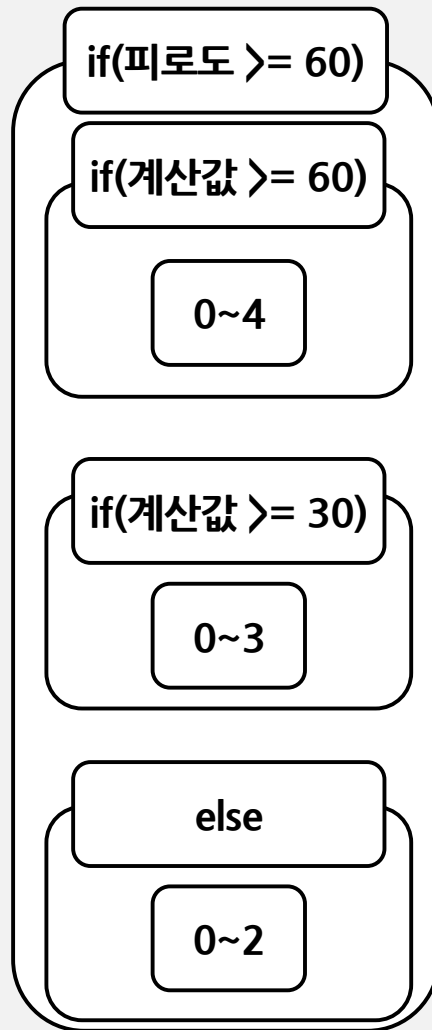 if(피로도 >= 60)
if(계산값 >= 60)
0~4
if(계산값 >= 30)
0~3
else
0~2